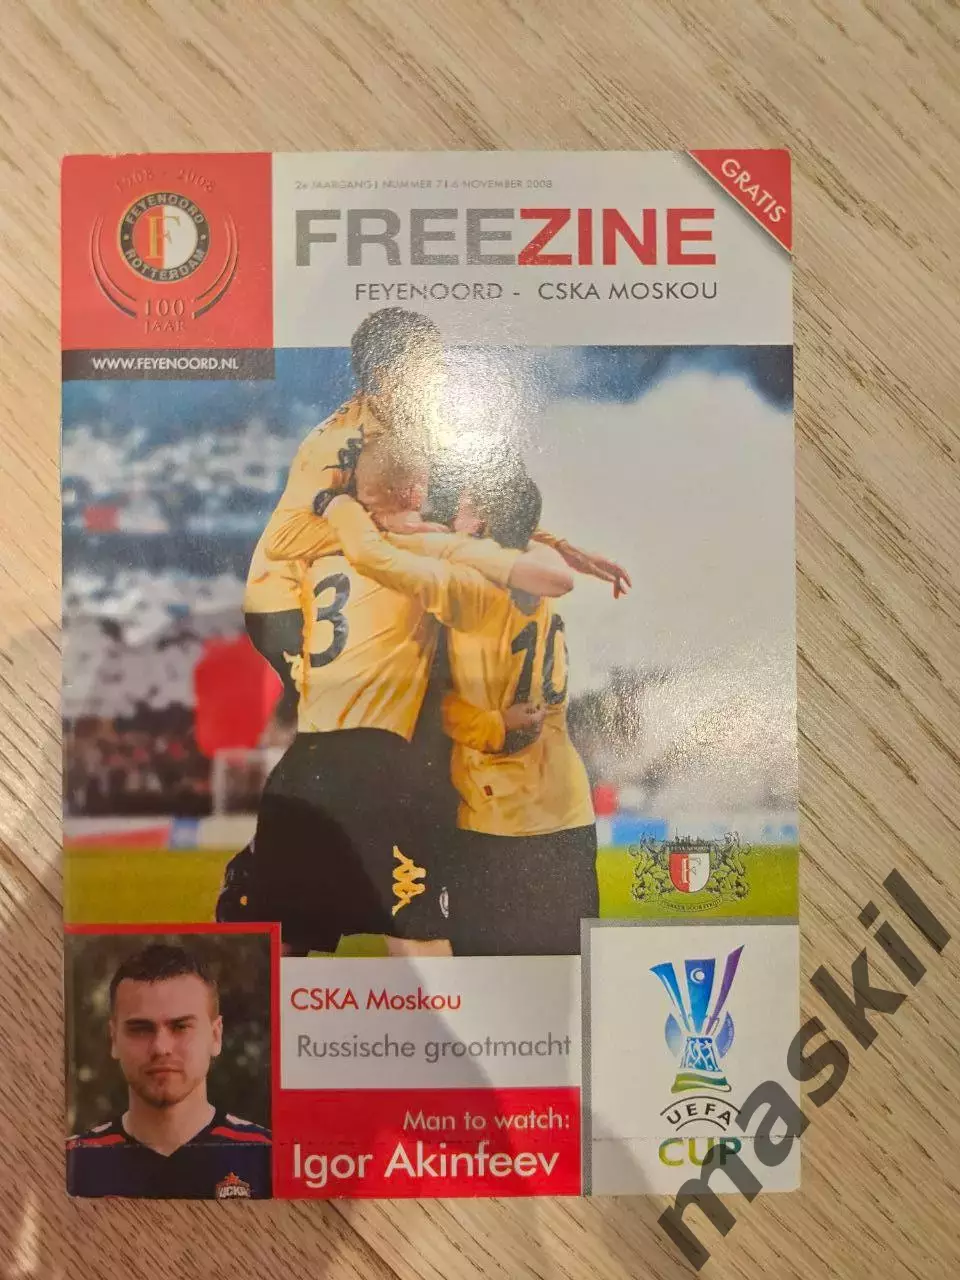 1908 - 2008
FEYENOORD
ROTTERDAM
100
JAAR
WWW.FEYENOORD.NL
2e JAARGANG | NUMMER 7 | 6 NOVEMBER 2008
GRATIS
FREEZINE
FEYENOORD - CSKA MOSKOU
3
10
CSKA Moskou
Russische grootmacht
Man to watch:
Igor Akinfeev
ЦСКА
UEFA
CUP
maskil